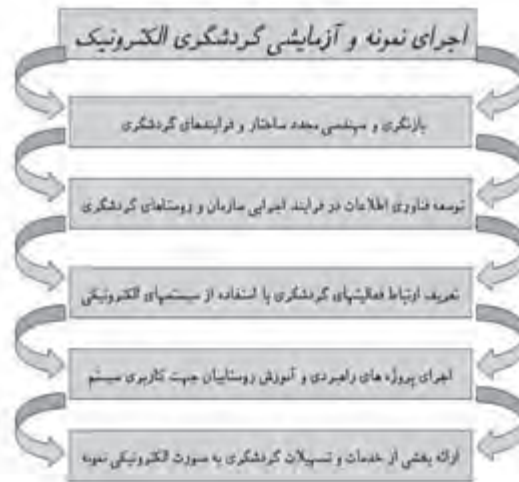 اجرای نمونه و آزمایشی گردشگری الکترونیک
بازنگری و مهندسی مجدد ساختار و فرایندهای گردشگری
توسعه فناوری اطلاعات در فرایند اجرایی سازمان و روستاهای گردشگری
تعریف ارتباط فعالیتهای گردشگری با استفاده از سیستمهای الکترونیکی
اجرای پروژه های راهبردی و آموزش روستاییان جهت کاربری سیستم
ارائه بخشی از خدمات و تسهیلات گردشگری به صورت الکترونیکی نمونه